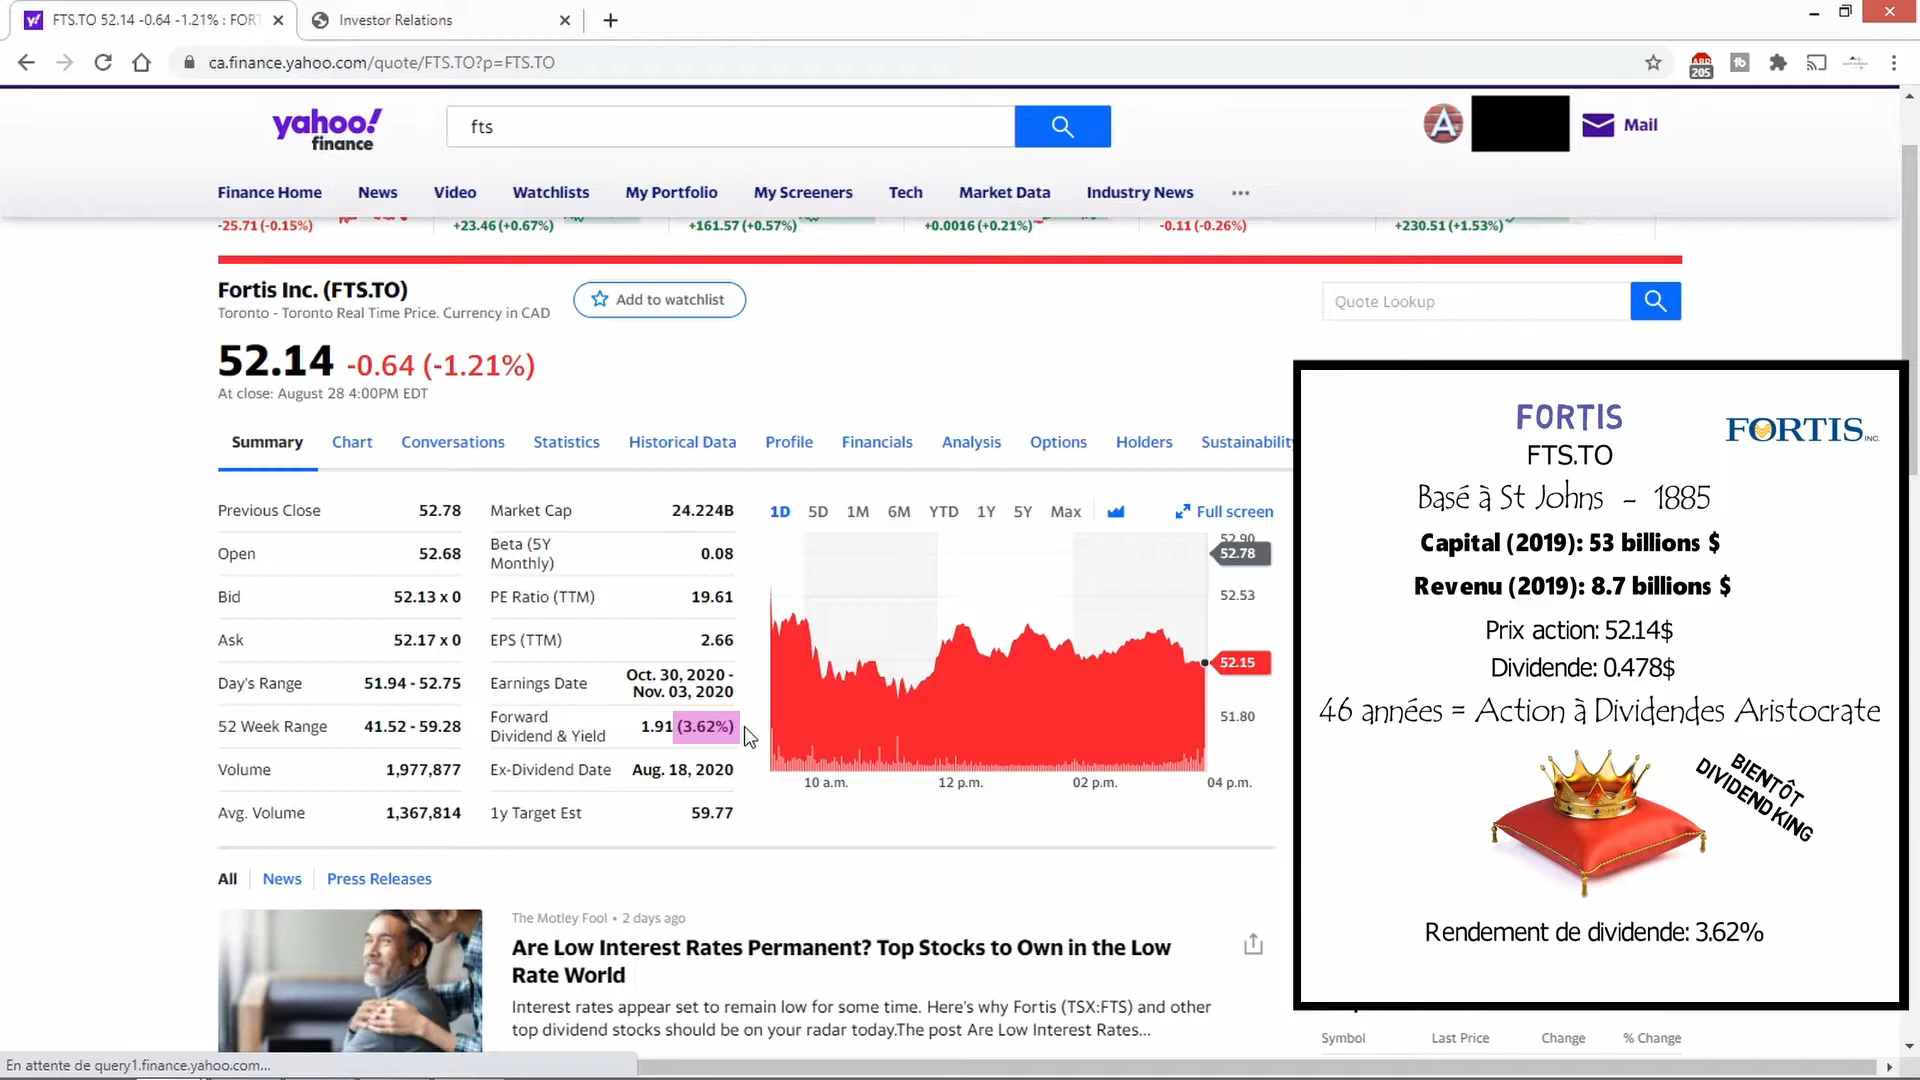 FTS.TO 52.14 -0.64 -1.21% : FORT
Investor Relations
ca.finance.yahoo.com/quote/FTS.TO?p=FTS.TO
205
yahoo!
finance
fts
A
Mail
Finance Home News Video Watchlists My Portfolio My Screeners Tech Market Data Industry News
-25.71 (-0.15%) +23.46 (+0.67%) +161.57 (+0.57%) +0.0016 (+0.21%) -0.11 (-0.26%) +230.51 (+1.53%)
Fortis Inc. (FTS.TO)
Toronto - Toronto Real Time Price. Currency in CAD
Add to watchlist
Quote Lookup
52.14 -0.64 (-1.21%)
At close: August 28 4:00PM EDT
Summary Chart Conversations Statistics Historical Data Profile Financials Analysis Options Holders Sustainability
Previous Close 52.78
Open 52.68
Bid 52.13 x 0
Ask 52.17 x 0
Day's Range 51.94 - 52.75
52 Week Range 41.52 - 59.28
Volume 1,977,877
Avg. Volume 1,367,814
Market Cap 24.224B
Beta (5Y
Monthly) 0.08
PE Ratio (TTM) 19.61
EPS (TTM) 2.66
Earnings Date Oct. 30, 2020 -
Nov. 03, 2020
Forward
Dividend & Yield 1.91 (3.62%)
Ex-Dividend Date Aug. 18, 2020
1y Target Est 59.77
1D 5D 1M 6M YTD 1Y 5Y Max Full screen
52.90
52.78
52.53
52.15
51.80
10 a.m. 12 p.m. 02 p.m. 04 p.m.
FORTIS
FORTIS INC.
FTS.TO
Basé à St Johns - 1885
Capital (2019): 53 billions $
Revenu (2019): 8.7 billions $
Prix action: 52.14$
Dividende: 0.478$
46 années = Action à Dividendes Aristocrate
BIENTÔT
DIVIDEND KING
Rendement de dividende: 3.62%
All News Press Releases
The Motley Fool • 2 days ago
Are Low Interest Rates Permanent? Top Stocks to Own in the Low
Rate World
Interest rates appear set to remain low for some time. Here's why Fortis (TSX:FTS) and other
top dividend stocks should be on your radar today.The post Are Low Interest Rates...
Symbol Last Price Change % Change
En attente de query1.finance.yahoo.com...